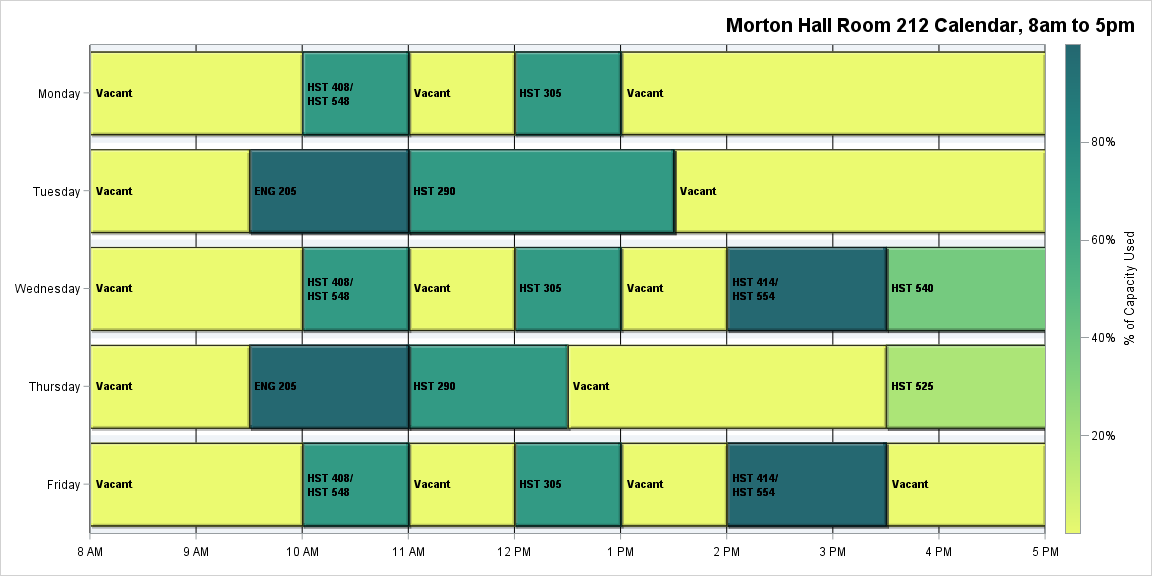 Morton Hall Room 212 Calendar, 8am to 5pm
Monday
Vacant
HST 408/
HST 548
Vacant
HST 305
Vacant
Tuesday
Vacant
ENG 205
HST 290
Vacant
Wednesday
Vacant
HST 408/
HST 548
Vacant
HST 305
Vacant
HST 414/
HST 554
HST 540
Thursday
Vacant
ENG 205
HST 290
Vacant
HST 525
Friday
Vacant
HST 408/
HST 548
Vacant
HST 305
Vacant
HST 414/
HST 554
Vacant
8 AM
9 AM
10 AM
11 AM
12 PM
1 PM
2 PM
3 PM
4 PM
5 PM
80%
60%
40%
20%
% of Capacity Used